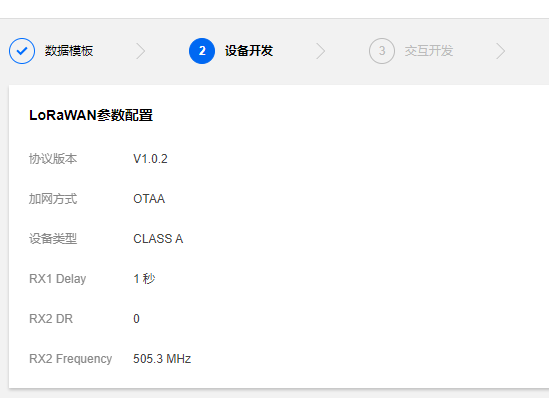 数据模板
2 设备开发
3 交互开发
LoRaWAN参数配置
协议版本 V1.0.2
加网方式 OTAA
设备类型 CLASS A
RX1 Delay 1 秒
RX2 DR 0
RX2 Frequency 505.3 MHz